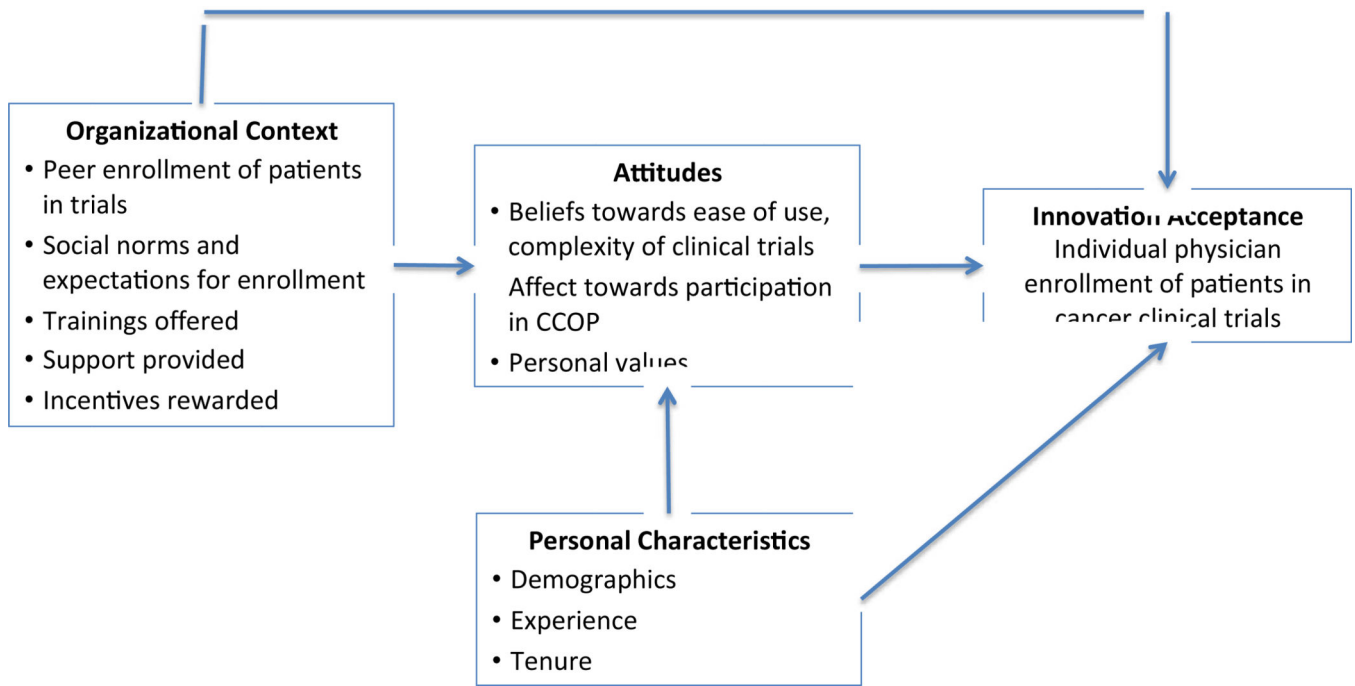 Organizational Context
• Peer enrollment of patients
in trials
• Social norms and
expectations for enrollment
• Trainings offered
• Support provided
• Incentives rewarded
Attitudes
• Beliefs towards ease of use,
complexity of clinical trials
Affect towards participation
in CCOP
• Personal values
Innovation Acceptance
Individual physician
enrollment of patients in
cancer clinical trials
Personal Characteristics
• Demographics
• Experience
• Tenure